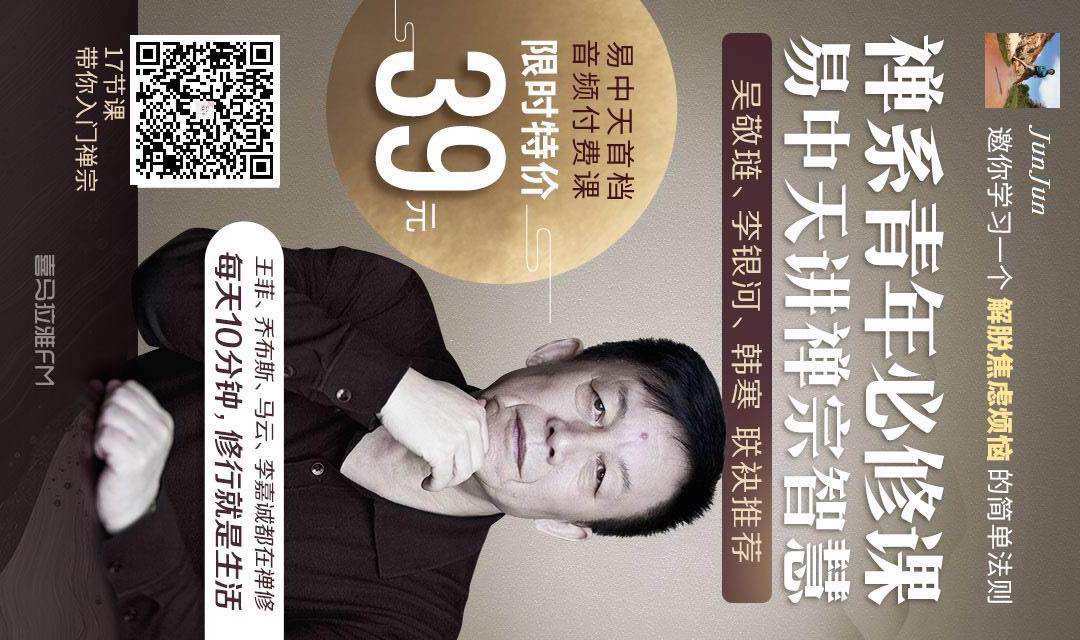 JunJun
邀你学习一个 解脱焦虑烦恼 的简单法则
禅系青年必修课
易中天讲禅宗智慧
吴敬琏、李银河、韩寒 联袂推荐
易中天首档
音频付费课
限时特价
39元
王菲、乔布斯、马云、李嘉诚都在禅修
每天10分钟，修行就是生活
17节课
带你入门禅宗
喜马拉雅FM